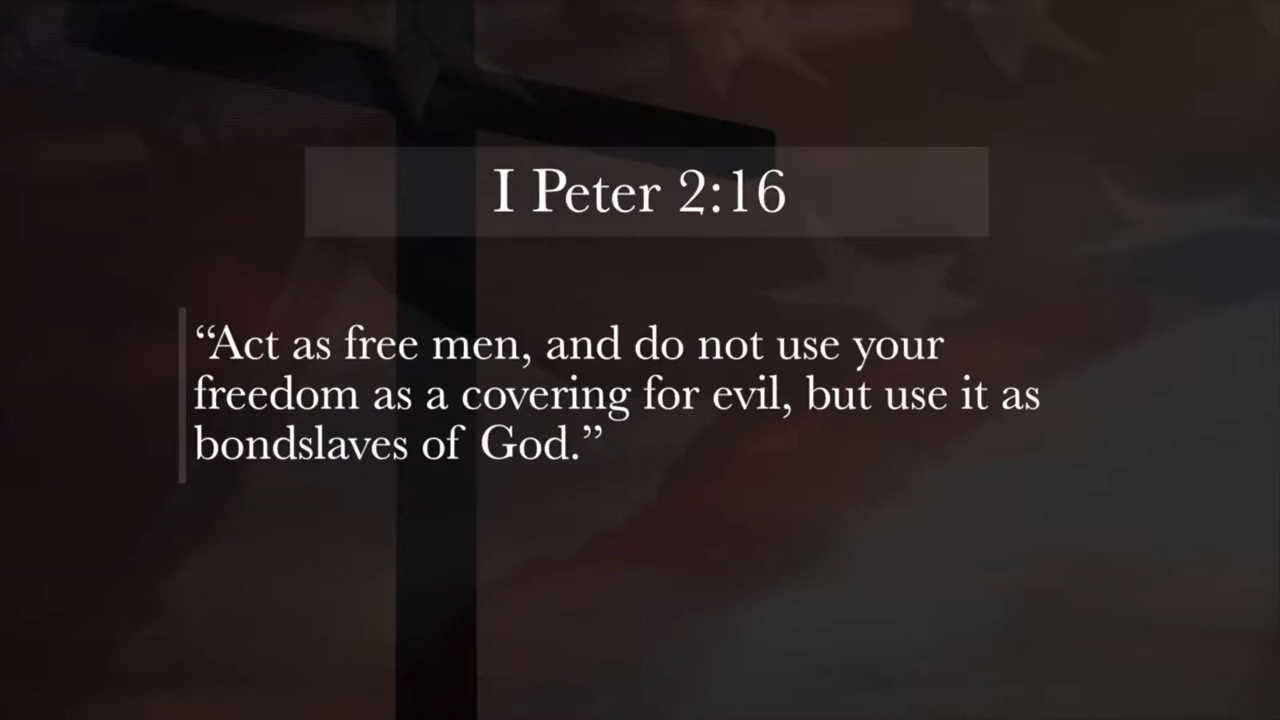 I Peter 2:16
“Act as free men, and do not use your
freedom as a covering for evil, but use it as
bondslaves of God.”